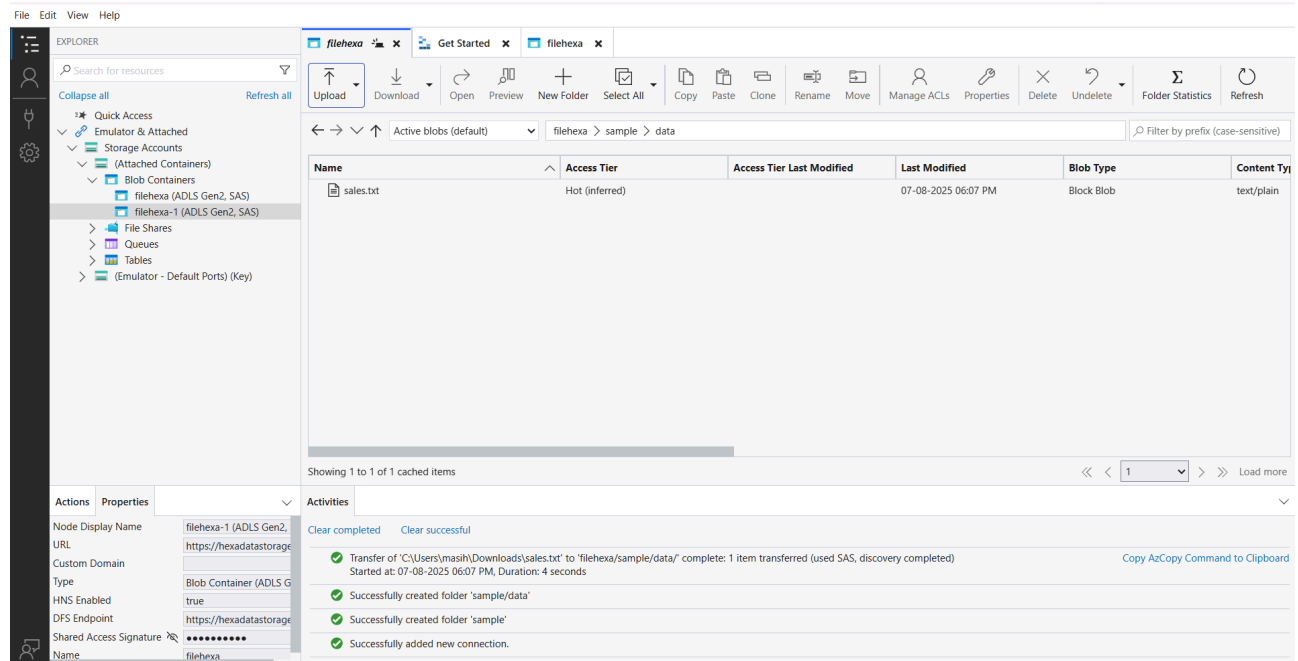 File Edit View Help
EXPLORER
Search for resources
Collapse all Refresh all
Quick Access
Emulator & Attached
Storage Accounts
(Attached Containers)
Blob Containers
filehexa (ADLS Gen2, SAS)
filehexa-1 (ADLS Gen2, SAS)
File Shares
Queues
Tables
(Emulator - Default Ports) (Key)
filehexa Get Started filehexa
Upload Download Open Preview New Folder Select All Copy Paste Clone Rename Move Manage ACLs Properties Delete Undelete Folder Statistics Refresh
Active blobs (default) filehexa > sample > data Filter by prefix (case-sensitive)
Name Access Tier Access Tier Last Modified Last Modified Blob Type Content Typ
sales.txt Hot (inferred) 07-08-2025 06:07 PM Block Blob text/plain
Showing 1 to 1 of 1 cached items 1 Load more
Actions Properties
Node Display Name filehexa-1 (ADLS Gen2,
URL https://hexadatastorage
Custom Domain
Type Blob Container (ADLS G
HNS Enabled true
DFS Endpoint https://hexadatastorage
Shared Access Signature ••••••••••
Name filehexa
Activities
Clear completed Clear successful
Transfer of 'C:\Users\masih\Downloads\sales.txt' to 'filehexa/sample/data/' complete: 1 item transferred (used SAS, discovery completed) Copy AzCopy Command to Clipboard
Started at: 07-08-2025 06:07 PM, Duration: 4 seconds
Successfully created folder 'sample/data'
Successfully created folder 'sample'
Successfully added new connection.